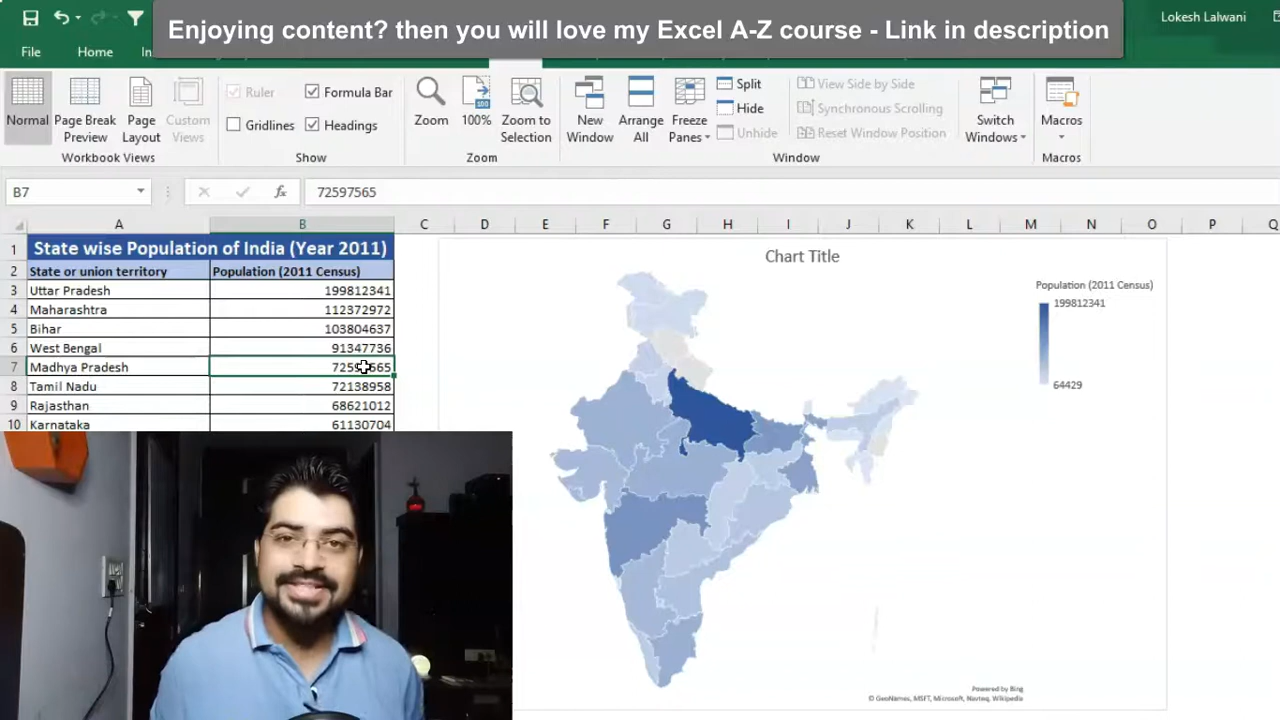 Enjoying content? then you will love my Excel A-Z course - Link in description
Lokesh Lalwani
File
Home
In
Normal
Page Break Preview
Page Layout
Custom Views
Workbook Views
Ruler
Formula Bar
Gridlines
Headings
Show
Zoom
100%
Zoom to Selection
Zoom
New Window
Arrange All
Freeze Panes
Split
Hide
Unhide
View Side by Side
Synchronous Scrolling
Reset Window Position
Window
Switch Windows
Macros
Macros
B7
fx
72597565
A B C D E F G H I J K L M N O P Q
1 State wise Population of India (Year 2011)
2 State or union territory Population (2011 Census)
3 Uttar Pradesh 199812341
4 Maharashtra 112372972
5 Bihar 103804637
6 West Bengal 91347736
7 Madhya Pradesh 72597565
8 Tamil Nadu 72138958
9 Rajasthan 68621012
10 Karnataka 61130704
Chart Title
Population (2011 Census)
199812341
64429
Powered by Bing
© GeoNames, MSFT, Microsoft, Navteq, Wikipedia